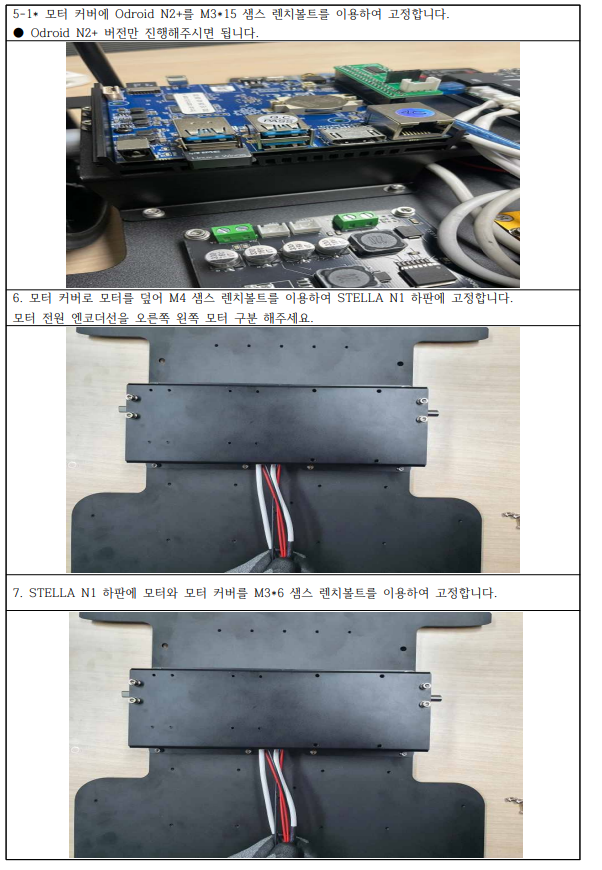 5-1* 모터 커버에 Odroid N2+를 M3*15 샘스 렌치볼트를 이용하여 고정합니다.
● Odroid N2+ 버전만 진행해주시면 됩니다.
6. 모터 커버로 모터를 덮어 M4 샘스 렌치볼트를 이용하여 STELLA N1 하판에 고정합니다.
모터 전원 엔코더선을 오른쪽 왼쪽 모터 구분 해주세요.
7. STELLA N1 하판에 모터와 모터 커버를 M3*6 샘스 렌치볼트를 이용하여 고정합니다.